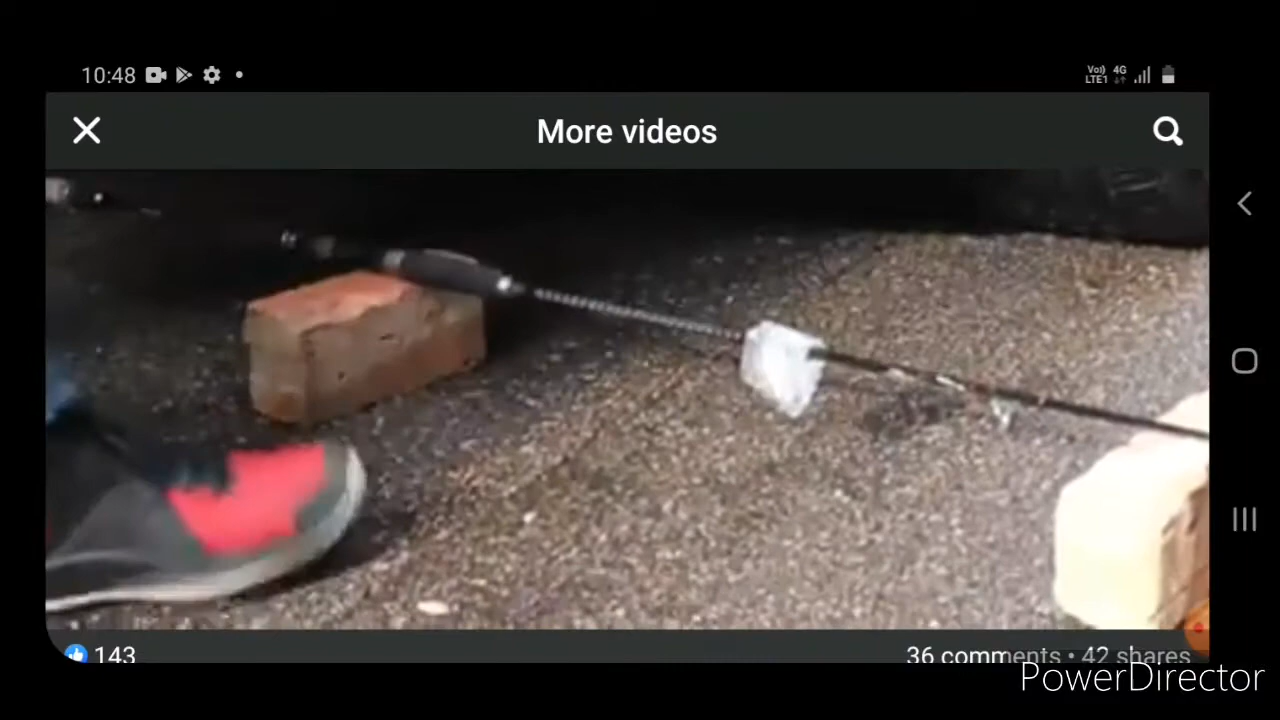 10:48
Vo)) 4G
LTE1
More videos
143
36 comments • 42 shares
PowerDirector